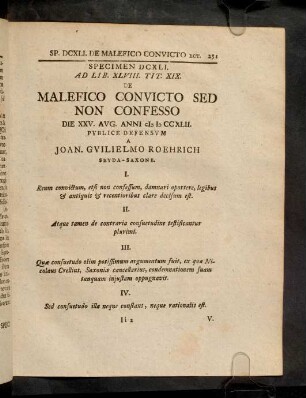 SP. DCXLI. DE MALEFICO CONVICTO SET. 251
SPECIMEN DCXLI.
AD LIB. XLVIII. TIT. XIX.
DE
MALEFICO CONVICTO SED
NON CONFESSO
DIE XXV. AVG. ANNI cIↃ IↃ CCXLII.
PVBLICE DEFENSVM
A
JOAN. GVILIELMO ROEHRICH
SEYDA-SAXONE.
I.
Reum convictum, etſi non confeſſum, damnari oportere, legibus
& antiquis & recentioribus clare deciſum eſt.
II.
Atque tamen de contraria conſuetudine teſtificantur
plurimi.
III.
Quæ conſuetudo olim potiſſimum argumentum fuit, ex quo Ni-
colaus Crellius, Saxoniæ cancellarius, condemnationem ſuam
tanquam injuſtam oppugnavit.
IV.
Sed conſuetudo illa neque conſtans, neque rationalis eſt.
Ii 2 V.